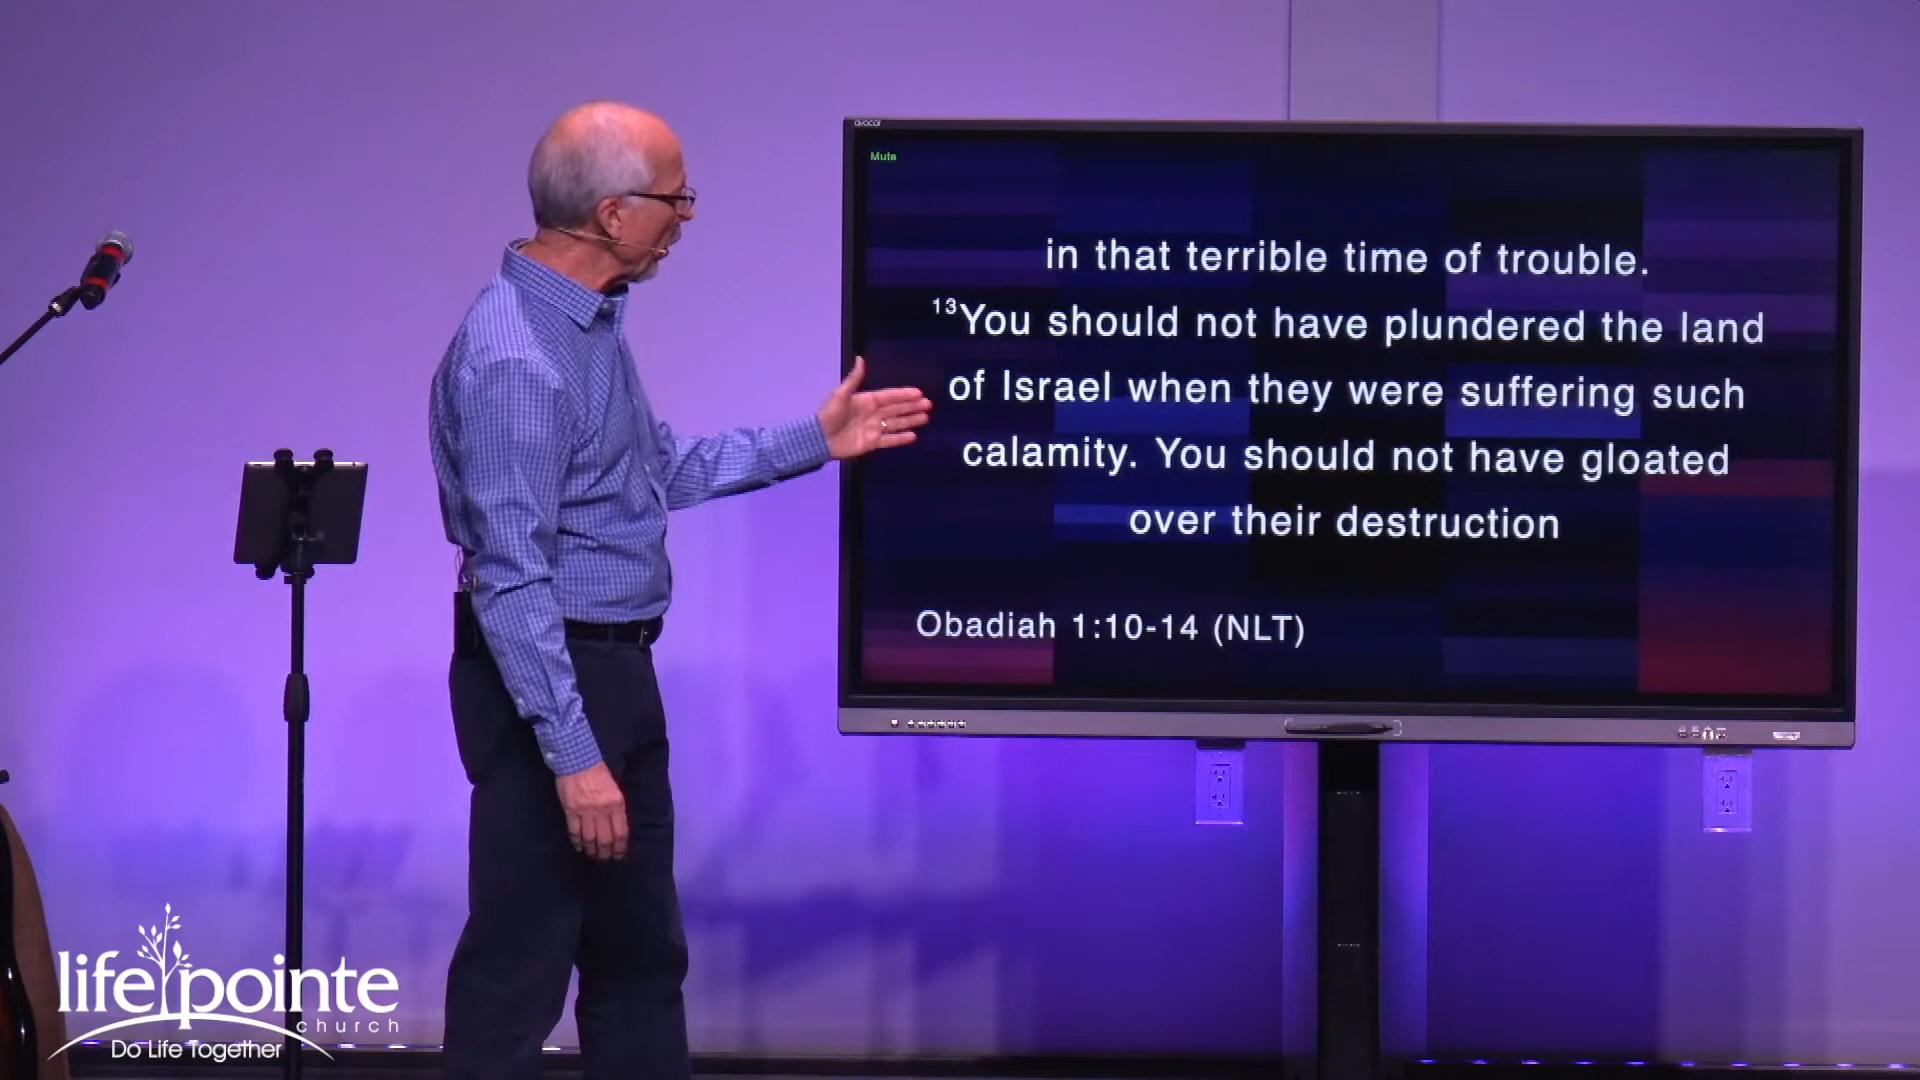 avocor
Mute
in that terrible time of trouble.
13You should not have plundered the land
of Israel when they were suffering such
calamity. You should not have gloated
over their destruction
Obadiah 1:10-14 (NLT)
life pointe
church
Do Life Together